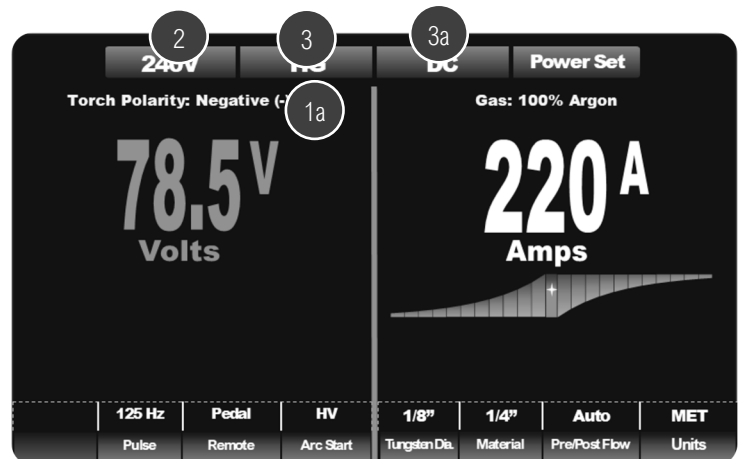 2 3 3a
240V DC Power Set
Torch Polarity: Negative (-) 1a Gas: 100% Argon
78.5 V 220 A
Volts Amps
125 Hz Pedal HV 1/8” 1/4” Auto MET
Pulse Remote Arc Start Tungsten Dia. Material Pre/Post Flow Units